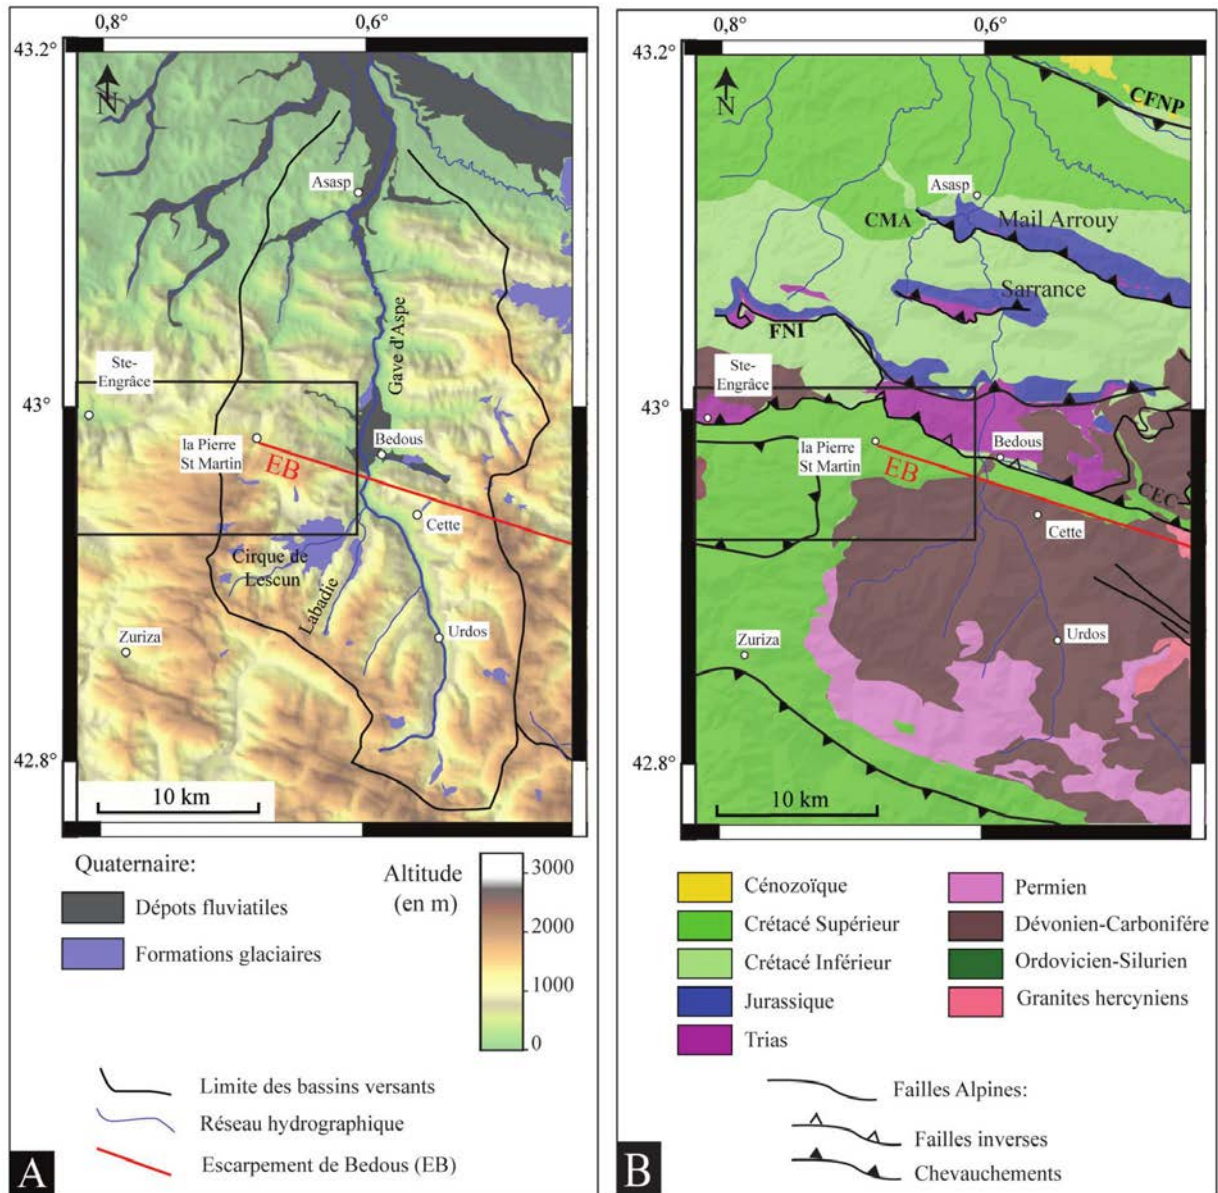 0,8°
0,6°
43.2°
N
Asasp
Gave d'Aspe
Ste-
Engrâce
43°
la Pierre
St Martin
Bedous
EB
Cette
Cirque de
Lescun
Labadie
Urdos
Zuriza
42.8°
10 km
Quaternaire:
Dépots fluviatiles
Formations glaciaires
Altitude
(en m)
3000
2000
1000
0
Limite des bassins versants
Réseau hydrographique
Escarpement de Bedous (EB)
A
0,8°
0,6°
43.2°
N
CFNP
Asasp
CMA
Mail Arrouy
Sarrance
FNI
Ste-
Engrâce
43°
la Pierre
St Martin
Bedous
EB
CEC
Cette
Urdos
Zuriza
42.8°
10 km
Cénozoïque
Crétacé Supérieur
Crétacé Inférieur
Jurassique
Trias
Permien
Dévonien-Carbonifére
Ordovicien-Silurien
Granites hercyniens
Failles Alpines:
Failles inverses
Chevauchements
B